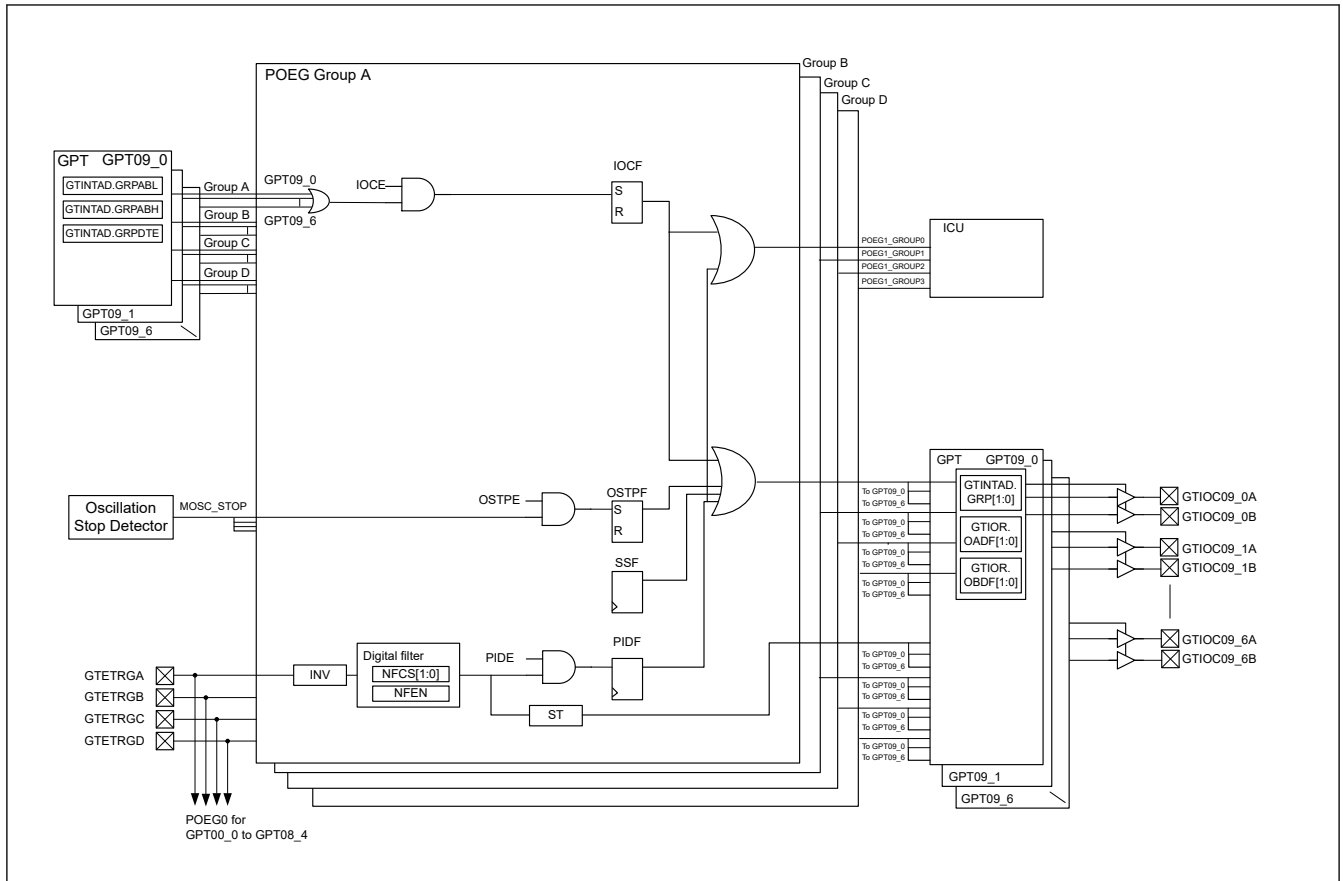 Group B
Group C
Group D
POEG Group A
GPT GPT09_0
GTINTAD.GRPABL
GTINTAD.GRPABH
GTINTAD.GRPDTE
GPT09_1
GPT09_6
Group A
Group B
Group C
Group D
GPT09_0
GPT09_6
IOCE
IOCF
S
R
POEG1_GROUP0
POEG1_GROUP1
POEG1_GROUP2
POEG1_GROUP3
ICU
Oscillation
Stop Detector
MOSC_STOP
OSTPE
OSTPF
S
R
SSF
PIDE
PIDF
GTETRGA
GTETRGB
GTETRGC
GTETRGD
INV
Digital filter
NFCS[1:0]
NFEN
ST
POEG0 for
GPT00_0 to GPT08_4
To GPT09_0
To GPT09_6
To GPT09_0
To GPT09_6
To GPT09_0
To GPT09_6
To GPT09_0
To GPT09_6
To GPT09_0
To GPT09_6
To GPT09_0
To GPT09_6
To GPT09_0
To GPT09_6
To GPT09_0
To GPT09_6
GPT GPT09_0
GTINTAD.
GRP[1:0]
GTIOR.
OADF[1:0]
GTIOR.
OBDF[1:0]
GPT09_1
GPT09_6
GTIOC09_0A
GTIOC09_0B
GTIOC09_1A
GTIOC09_1B
GTIOC09_6A
GTIOC09_6B